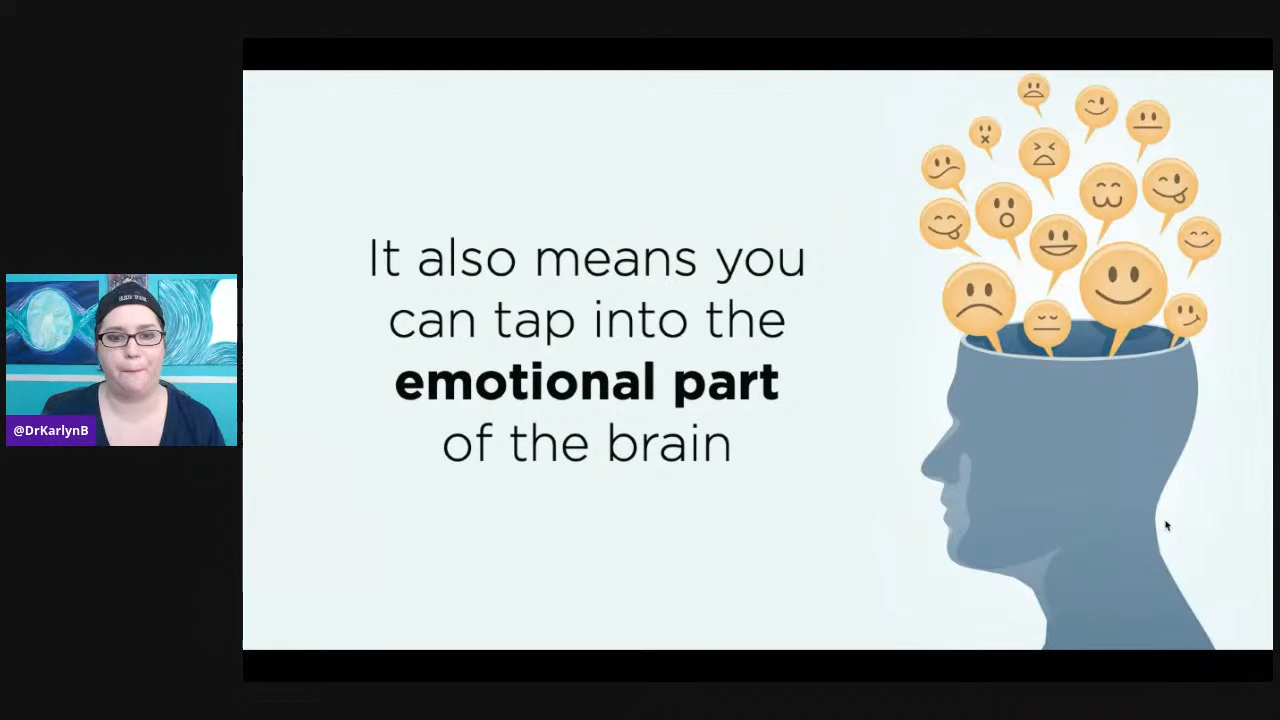 It also means you
can tap into the
emotional part
of the brain
@DrKarlynB